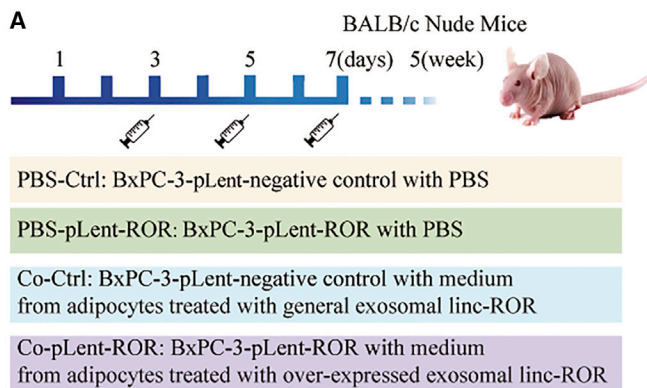 A
BALB/c Nude Mice
1 3 5 7(days) 5(week)
PBS-Ctrl: BxPC-3-pLent-negative control with PBS
PBS-pLent-ROR: BxPC-3-pLent-ROR with PBS
Co-Ctrl: BxPC-3-pLent-negative control with medium
from adipocytes treated with general exosomal linc-ROR
Co-pLent-ROR: BxPC-3-pLent-ROR with medium
from adipocytes treated with over-expressed exosomal linc-ROR